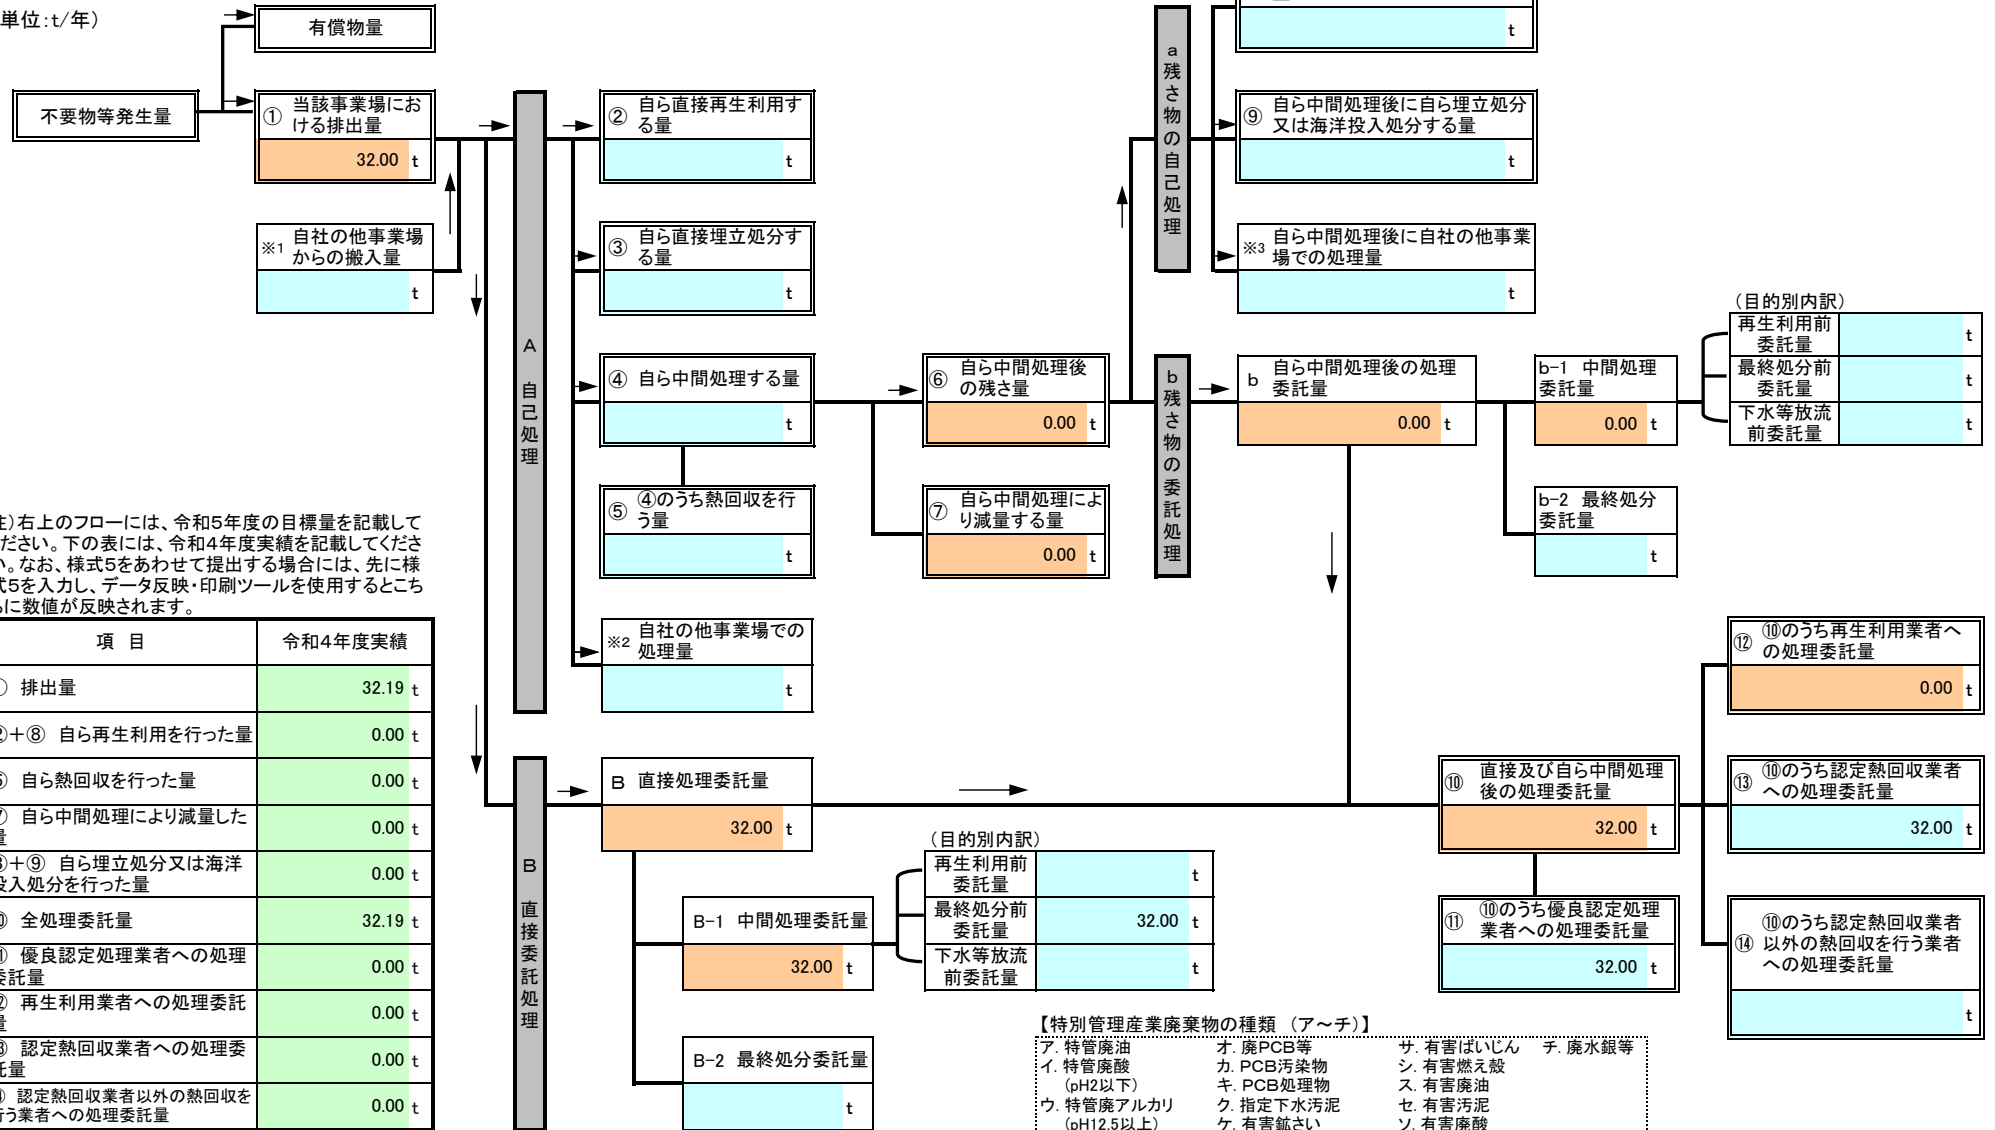 単位:t/年)
有償物量
不要物等発生量
① 当該事業場にお
ける排出量
32.00 t
※1 自社の他事業場
からの搬入量
t
A 自己処理
② 自ら直接再生利用す
る量
t
③ 自ら直接埋立処分す
る量
t
④ 自ら中間処理する量
t
⑤ ④のうち熱回収を行
う量
t
※2 自社の他事業場での
処理量
t
⑥ 自ら中間処理後
の残さ量
0.00 t
⑦ 自ら中間処理によ
り減量する量
0.00 t
a 残さ物の自己処理
t
⑨ 自ら中間処理後に自ら埋立処分
又は海洋投入処分する量
t
※3 自ら中間処理後に自社の他事業
場での処理量
t
b 残さ物の委託処理
b 自ら中間処理後の処理
委託量
0.00 t
b-1 中間処理
委託量
0.00 t
(目的別内訳)
再生利用前
委託量 t
最終処分前
委託量 t
下水等放流
前委託量 t
b-2 最終処分
委託量
t
主)右上のフローには、令和5年度の目標量を記載して
ださい。下の表には、令和4年度実績を記載してくださ
い。なお、様式5をあわせて提出する場合には、先に様
式5を入力し、データ反映・印刷ツールを使用するとこち
らに数値が反映されます。
項 目 令和4年度実績
① 排出量 32.19 t
②+⑧ 自ら再生利用を行った量 0.00 t
⑤ 自ら熱回収を行った量 0.00 t
⑦ 自ら中間処理により減量した
量 0.00 t
③+⑨ 自ら埋立処分又は海洋
投入処分を行った量 0.00 t
⑩ 全処理委託量 32.19 t
⑪ 優良認定処理業者への処理
委託量 0.00 t
⑫ 再生利用業者への処理委託
量 0.00 t
⑬ 認定熱回収業者への処理委
託量 0.00 t
⑭ 認定熱回収業者以外の熱回収を
行う業者への処理委託量 0.00 t
B 直接委託処理
B 直接処理委託量
32.00 t
B-1 中間処理委託量
32.00 t
(目的別内訳)
再生利用前
委託量 t
最終処分前
委託量 32.00 t
下水等放流
前委託量 t
B-2 最終処分委託量
t
⑩ 直接及び自ら中間処理
後の処理委託量
32.00 t
⑪ ⑩のうち優良認定処理
業者への処理委託量
32.00 t
⑫ ⑩のうち再生利用業者へ
の処理委託量
0.00 t
⑬ ⑩のうち認定熱回収業者
への処理委託量
32.00 t
⑭ ⑩のうち認定熱回収業者
以外の熱回収を行う業者
への処理委託量
t
【特別管理産業廃棄物の種類 (ア~チ)】
ア. 特管廃油 オ. 廃PCB等 サ. 有害ばいじん チ. 廃水銀等
イ. 特管廃酸 カ. PCB汚染物 シ. 有害燃え殻
(pH2以下) キ. PCB処理物 ス. 有害廃油
ウ. 特管廃アルカリ ク. 指定下水汚泥 セ. 有害汚泥
(pH12.5以上) ケ. 有害鉱さい ソ. 有害廃酸